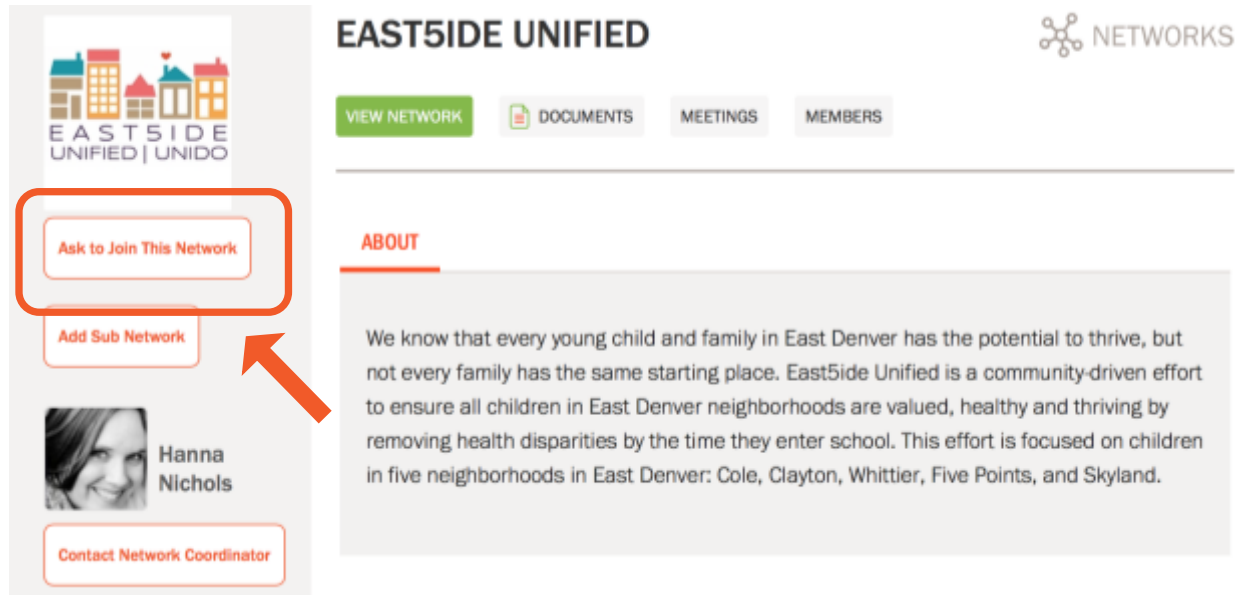 EAST5IDE
UNIFIED | UNIDO
Ask to Join This Network
Add Sub Network
Hanna
Nichols
Contact Network Coordinator
EAST5IDE UNIFIED
NETWORKS
VIEW NETWORK
DOCUMENTS
MEETINGS
MEMBERS
ABOUT
We know that every young child and family in East Denver has the potential to thrive, but
not every family has the same starting place. East5ide Unified is a community-driven effort
to ensure all children in East Denver neighborhoods are valued, healthy and thriving by
removing health disparities by the time they enter school. This effort is focused on children
in five neighborhoods in East Denver: Cole, Clayton, Whittier, Five Points, and Skyland.